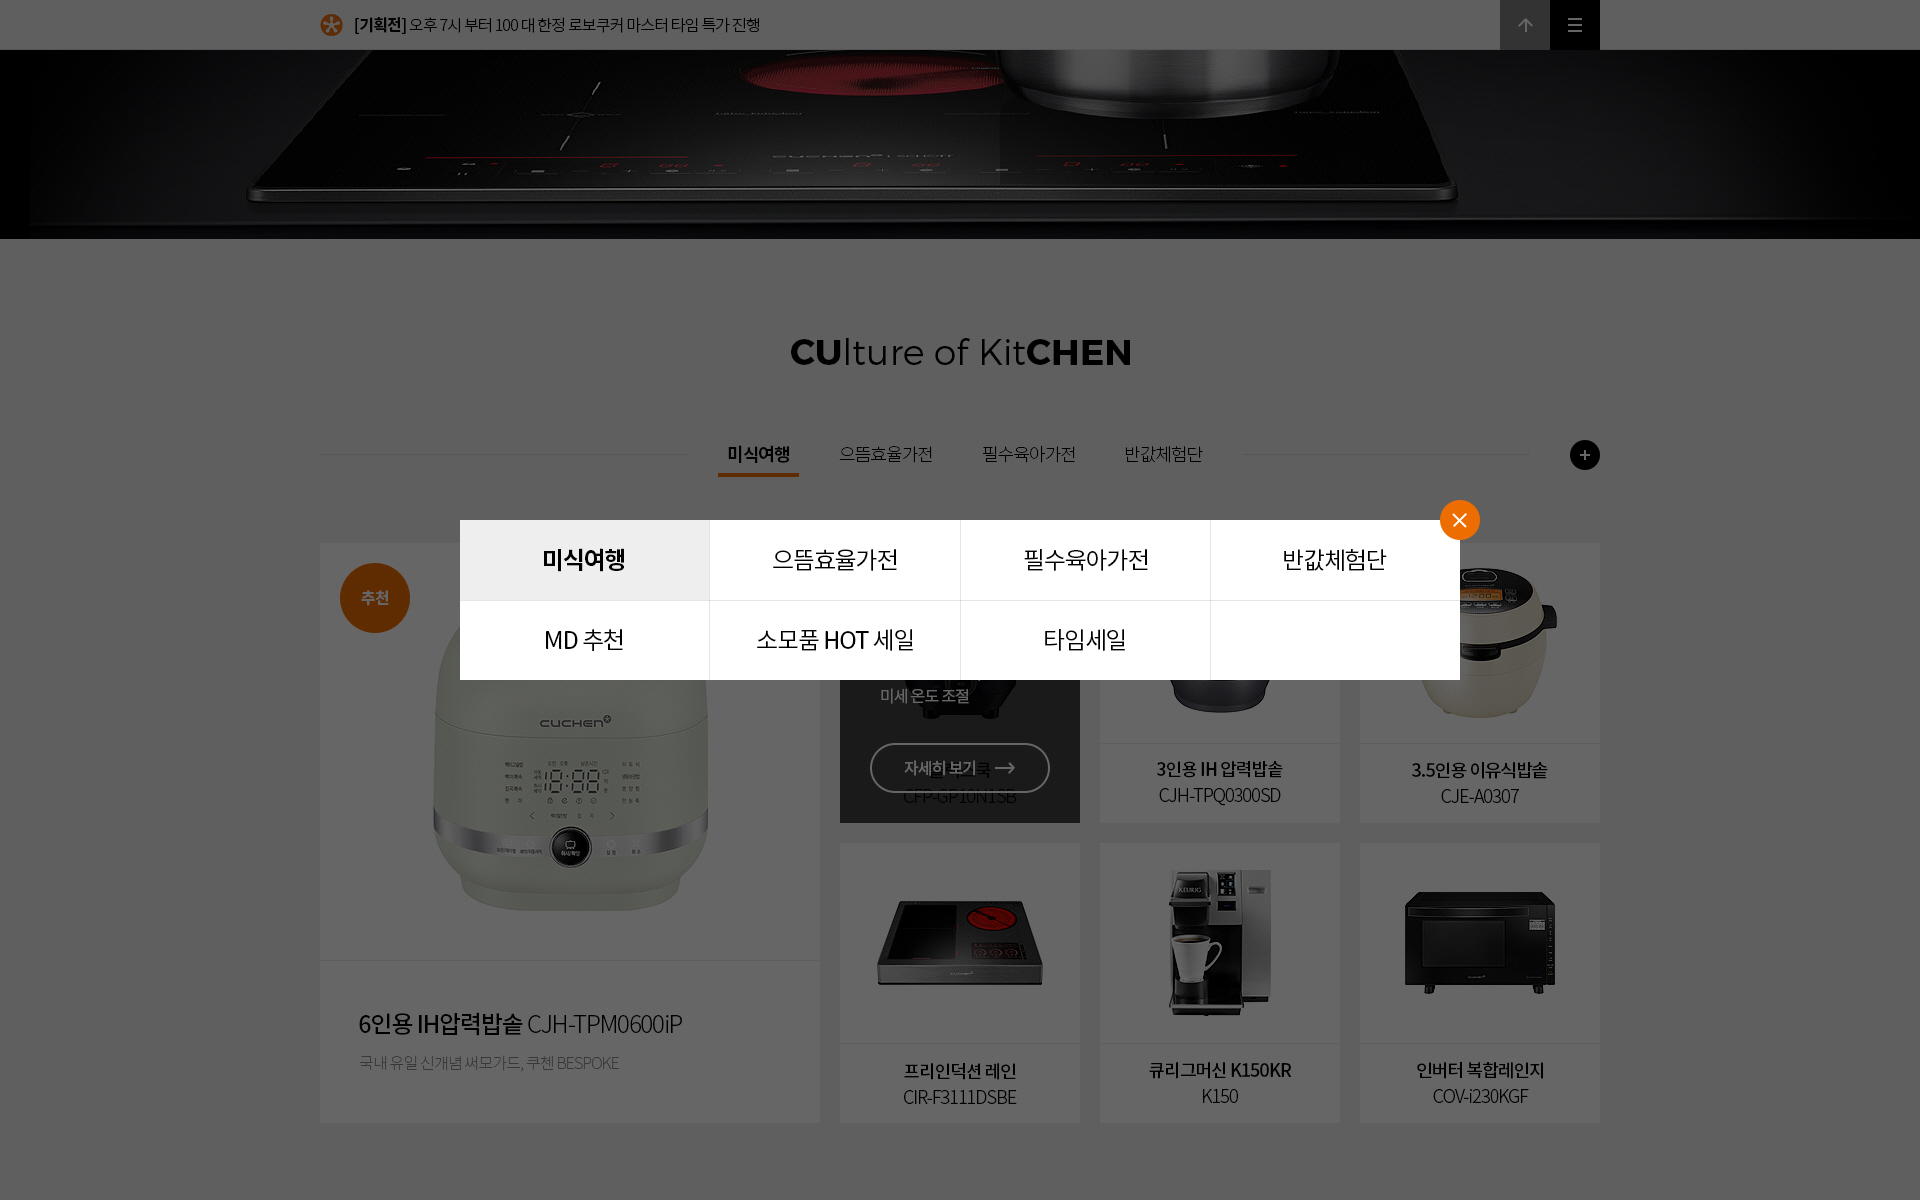 [기획전] 오후 7시 부터 100 대 한정 로보쿠커 마스터 타임 특가 진행
CULture of KitCHEN
미식여행 으뜸효율가전 필수육아가전 반값체험단
미식여행 으뜸효율가전 필수육아가전 반값체험단
MD 추천 소모품 HOT 세일 타임세일
추천
CUCHEN
18:88
6인용 IH압력밥솥 CJH-TPM0600iP
국내 유일 신개념 써모가드, 쿠첸 BESPOKE
미세 온도 조절
자세히 보기
CFP-GP10N1SB
3인용 IH 압력밥솥
CJH-TPQ0300SD
3.5인용 이유식밥솥
CJE-A0307
프리인덕션 레인
CIR-F3111DSBE
KEURIG
큐리그머신 K150KR
K150
인버터 복합레인지
COV-i230KGF